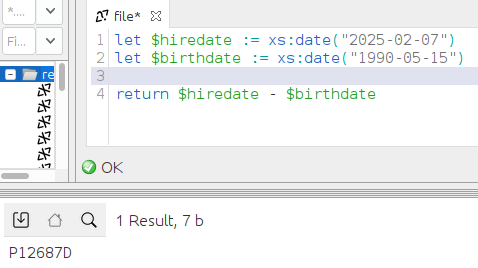 *....
Fi...
re
file*
1 let $hiredate := xs:date("2025-02-07")
2 let $birthdate := xs:date("1990-05-15")
3
4 return $hiredate - $birthdate
OK
1 Result, 7 b
P12687D